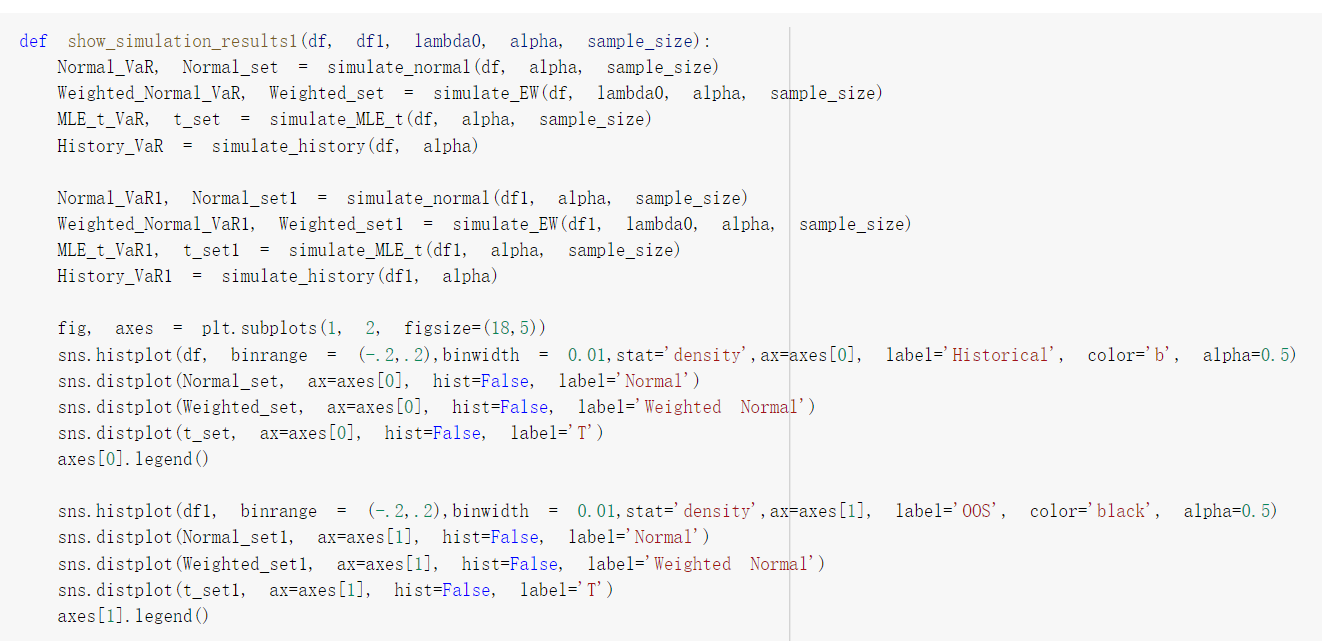 def show_simulation_results1(df, df1, lambda0, alpha, sample_size):
    Normal_VaR, Normal_set = simulate_normal(df, alpha, sample_size)
    Weighted_Normal_VaR, Weighted_set = simulate_EW(df, lambda0, alpha, sample_size)
    MLE_t_VaR, t_set = simulate_MLE_t(df, alpha, sample_size)
    History_VaR = simulate_history(df, alpha)

    Normal_VaR1, Normal_set1 = simulate_normal(df1, alpha, sample_size)
    Weighted_Normal_VaR1, Weighted_set1 = simulate_EW(df1, lambda0, alpha, sample_size)
    MLE_t_VaR1, t_set1 = simulate_MLE_t(df1, alpha, sample_size)
    History_VaR1 = simulate_history(df1, alpha)

    fig, axes = plt.subplots(1, 2, figsize=(18,5))
    sns.histplot(df, binrange = (-.2,.2),binwidth = 0.01,stat='density',ax=axes[0], label='Historical', color='b', alpha=0.5)
    sns.distplot(Normal_set, ax=axes[0], hist=False, label='Normal')
    sns.distplot(Weighted_set, ax=axes[0], hist=False, label='Weighted Normal')
    sns.distplot(t_set, ax=axes[0], hist=False, label='T')
    axes[0].legend()

    sns.histplot(df1, binrange = (-.2,.2),binwidth = 0.01,stat='density',ax=axes[1], label='OOS', color='black', alpha=0.5)
    sns.distplot(Normal_set1, ax=axes[1], hist=False, label='Normal')
    sns.distplot(Weighted_set1, ax=axes[1], hist=False, label='Weighted Normal')
    sns.distplot(t_set1, ax=axes[1], hist=False, label='T')
    axes[1].legend()